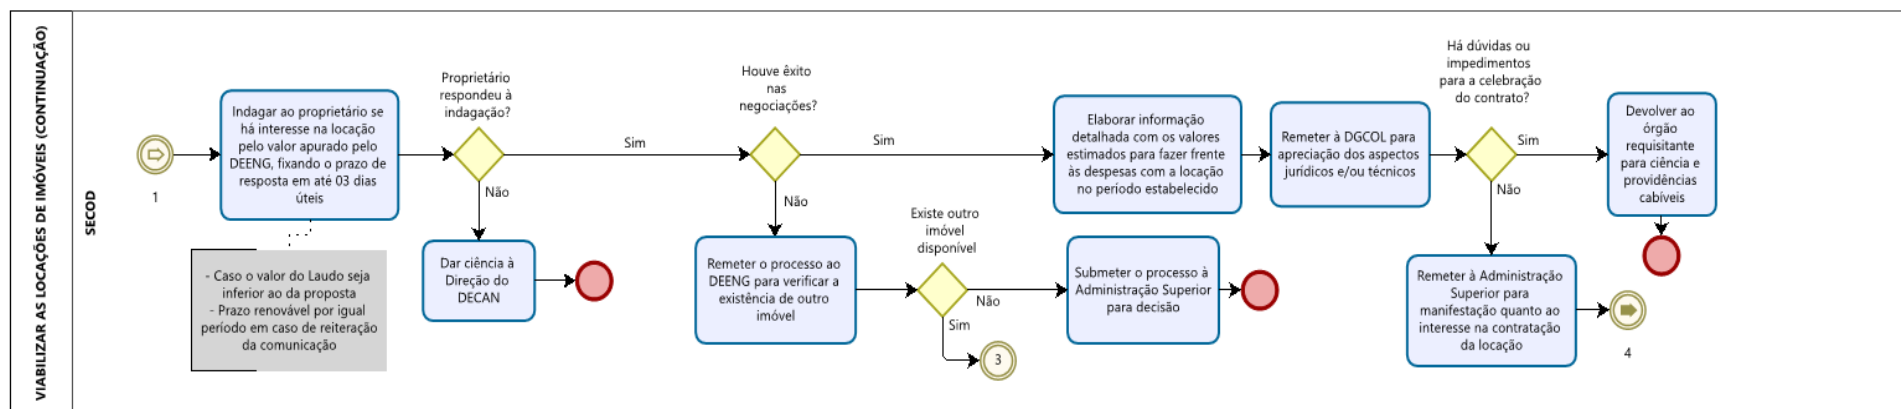 VIABILIZAR AS LOCAÇÕES DE IMÓVEIS (CONTINUAÇÃO)
SECOD
1
Indagar ao proprietário se
há interesse na locação
pelo valor apurado pelo
DEENG, fixando o prazo de
resposta em até 03 dias
úteis
- Caso o valor do Laudo seja
inferior ao da proposta
- Prazo renovável por igual
período em caso de reiteração
da comunicação
Proprietário
respondeu à
indagação?
Sim
Não
Dar ciência à
Direção do
DECAN
Houve êxito
nas
negociações?
Sim
Não
Remeter o processo ao
DEENG para verificar a
existência de outro
imóvel
Existe outro
imóvel
disponível
Não
Sim
3
Submeter o processo à
Administração Superior
para decisão
Elaborar informação
detalhada com os valores
estimados para fazer frente
às despesas com a locação
no período estabelecido
Remeter à DGCOL para
apreciação dos aspectos
jurídicos e/ou técnicos
Há dúvidas ou
impedimentos
para a celebração
do contrato?
Sim
Não
Devolver ao
órgão
requisitante
para ciência e
providências
cabíveis
Remeter à Administração
Superior para
manifestação quanto ao
interesse na contratação
da locação
4